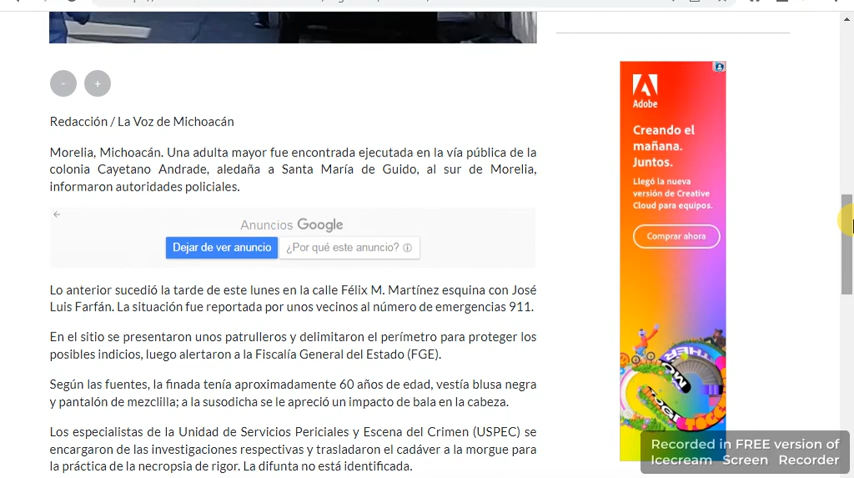 -
+
Redacción / La Voz de Michoacán
Morelia, Michoacán. Una adulta mayor fue encontrada ejecutada en la vía pública de la
colonia Cayetano Andrade, aledaña a Santa María de Guido, al sur de Morelia,
informaron autoridades policiales.
Anuncios Google
Dejar de ver anuncio
¿Por qué este anuncio?
Lo anterior sucedió la tarde de este lunes en la calle Félix M. Martínez esquina con José
Luis Farfán. La situación fue reportada por unos vecinos al número de emergencias 911.
En el sitio se presentaron unos patrulleros y delimitaron el perímetro para proteger los
posibles indicios, luego alertaron a la Fiscalía General del Estado (FGE).
Según las fuentes, la finada tenía aproximadamente 60 años de edad, vestía blusa negra
y pantalón de mezclilla; a la susodicha se le apreció un impacto de bala en la cabeza.
Los especialistas de la Unidad de Servicios Periciales y Escena del Crimen (USPEC) se
encargaron de las investigaciones respectivas y trasladaron el cadáver a la morgue para
la práctica de la necropsia de rigor. La difunta no está identificada.
Adobe
Creando el
mañana.
Juntos.
Llegó la nueva
versión de Creative
Cloud para equipos.
Comprar ahora
Recorded in FREE version of
Icecream Screen Recorder